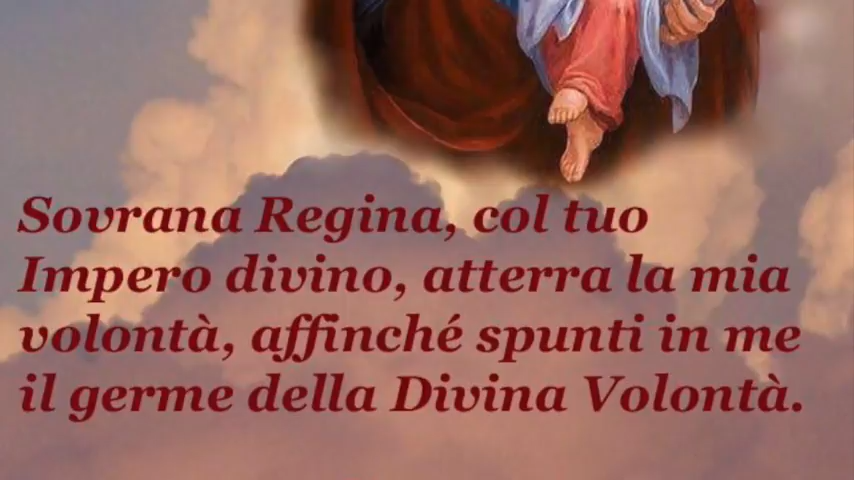 Sovrana Regina, col tuo
Impero divino, atterra la mia
volontà, affinché spunti in me
il germe della Divina Volontà.